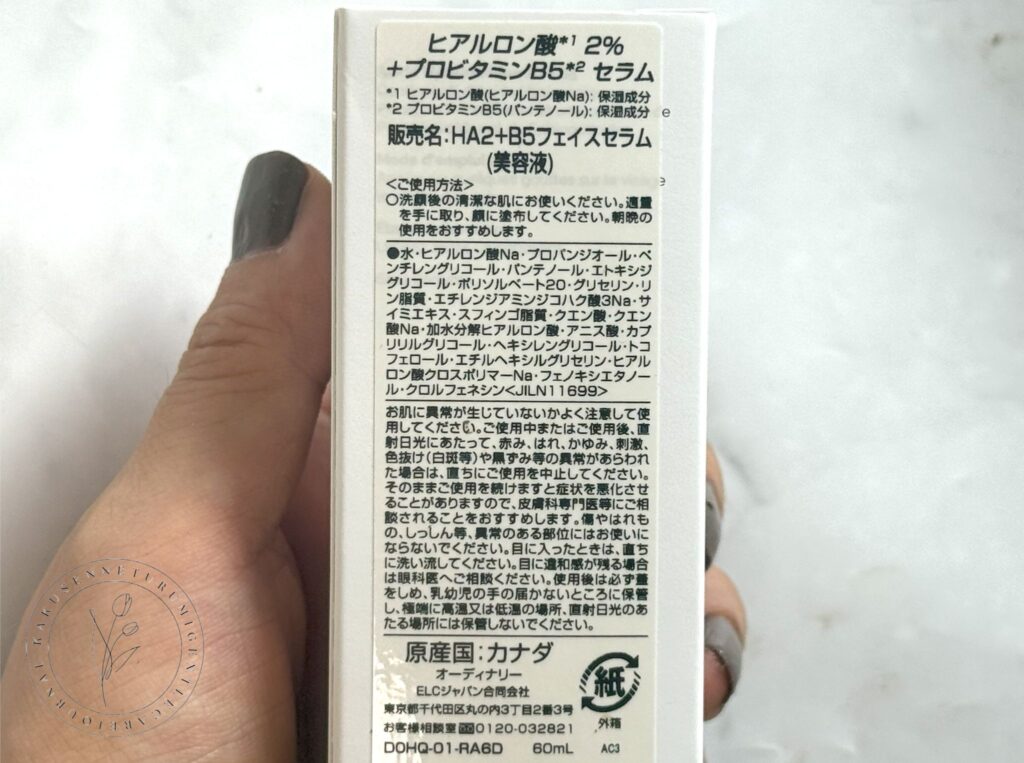 ヒアルロン酸*1 2%
+プロビタミンB5*2 セラム
*1 ヒアルロン酸(ヒアルロン酸Na): 保湿成分
*2 プロビタミンB5(パンテノール): 保湿成分
販売名:HA2+B5フェイスセラム
(美容液)
<ご使用方法>
○洗顔後の清潔な肌にお使いください。適量
を手に取り、顔に塗布してください。朝晩の
使用をおすすめします。
●水・ヒアルロン酸Na・プロパンジオール・ペ
ンチレングリコール・パンテノール・エトキシジ
グリコール・ポリソルベート20・グリセリン・リ
ン脂質・エチレンジアミンジコハク酸3Na・サ
イミエキス・スフィンゴ脂質・クエン酸・クエン
酸Na・加水分解ヒアルロン酸・アニス酸・カプ
リリルグリコール・ヘキシレングリコール・トコ
フェロール・エチルヘキシルグリセリン・ヒアル
ロン酸クロスポリマーNa・フェノキシエタノー
ル・クロルフェネシン<JILN11699>
お肌に異常が生じていないかよく注意して使
用してください。ご使用中またはご使用後、直
射日光にあたって、赤み、はれ、かゆみ、刺激、
色抜け(白斑等)や黒ずみ等の異常があらわれ
た場合は、直ちにご使用を中止してください。
そのままご使用を続けますと症状を悪化させ
ることがありますので、皮膚科専門医等にご相
談されることをおすすめします。傷やはれも
の、しっしん等、異常のある部位にはお使いに
ならないでください。目に入ったときは、直ち
に洗い流してください。目に違和感が残る場合
は眼科医へご相談ください。使用後は必ず蓋
をしめ、乳幼児の手の届かないところに保管
し、極端に高温又は低温の場所、直射日光のあ
たる場所には保管しないでください。
原産国:カナダ
オーディナリー
ELCジャパン合同会社
東京都千代田区丸の内3丁目2番3号
お客様相談室 0120-032821
D0HQ-01-RA6D 60mL
紙
外箱
AC3